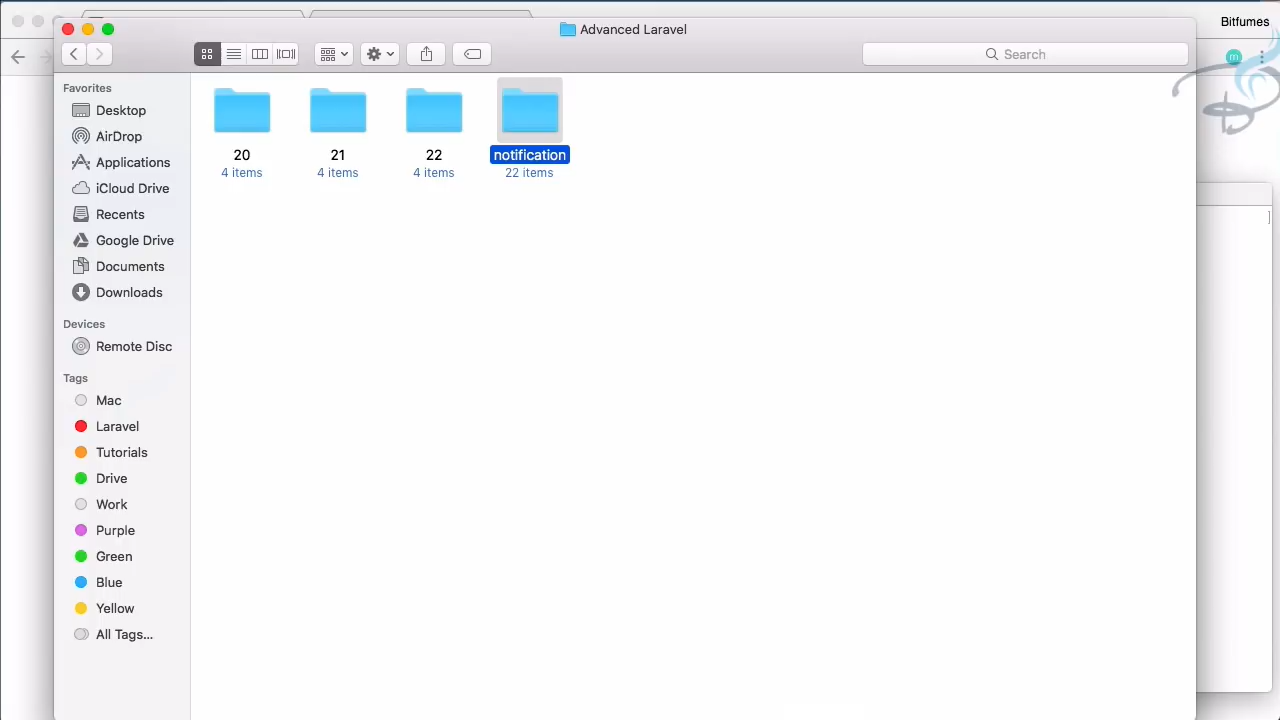 Bitfumes
Advanced Laravel
Search
m
Favorites
Desktop
AirDrop
Applications
iCloud Drive
Recents
Google Drive
Documents
Downloads
Devices
Remote Disc
Tags
Mac
Laravel
Tutorials
Drive
Work
Purple
Green
Blue
Yellow
All Tags...
20
4 items
21
4 items
22
4 items
notification
22 items
]